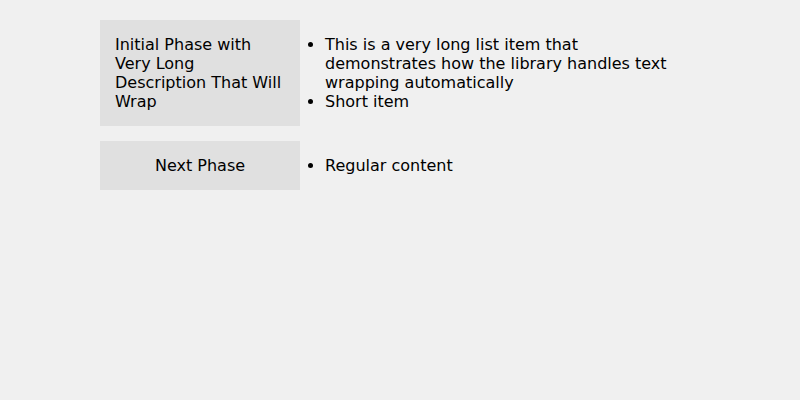 Initial Phase with
Very Long
Description That Will
Wrap
• This is a very long list item that
demonstrates how the library handles text
wrapping automatically
• Short item
Next Phase
• Regular content